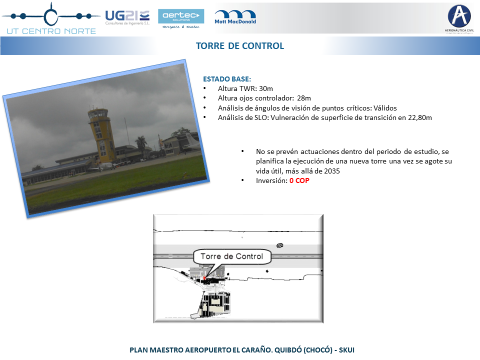 UT CENTRO NORTE
UG21
aertec
Mott MacDonald
AERONÁUTICA CIVIL
TORRE DE CONTROL
ESTADO BASE:
• Altura TWR: 30m
• Altura ojos controlador: 28m
• Análisis de ángulos de visión de puntos críticos: Válidos
• Análisis de SLO: Vulneración de superficie de transición en 22,80m
• No se prevén actuaciones dentro del periodo de estudio, se
planifica la ejecución de una nueva torre una vez se agote su
vida útil, más allá de 2035
• Inversión: 0 COP
Torre de Control
PLAN MAESTRO AEROPUERTO EL CARAÑO. QUIBDÓ (CHOCÓ) - SKUI